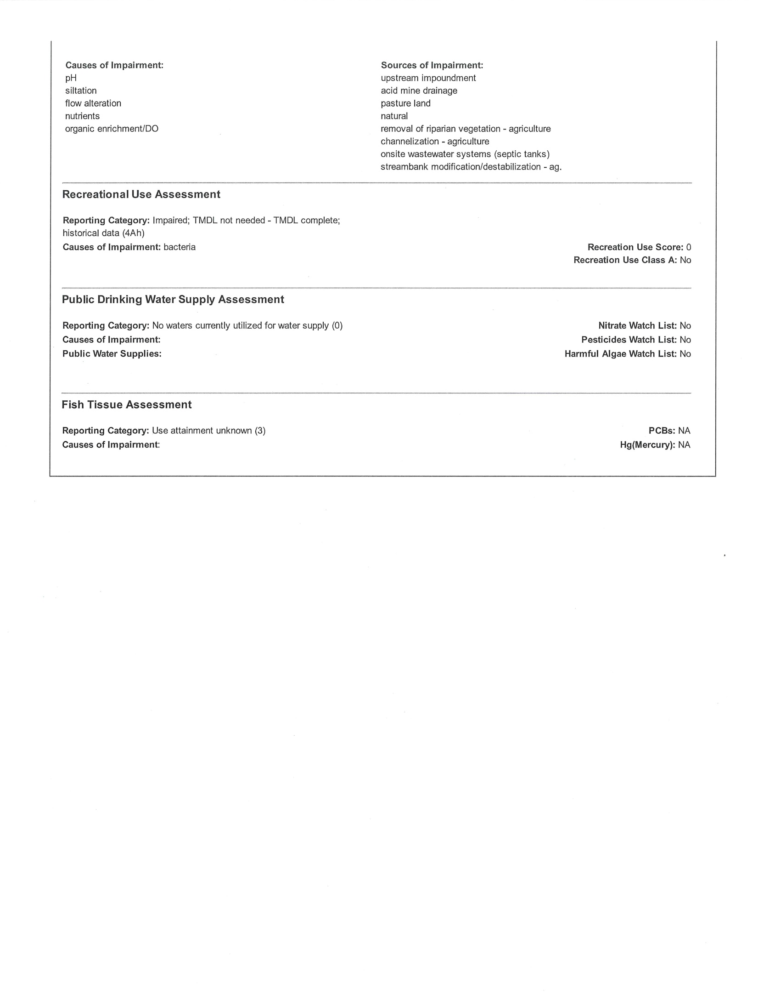 Causes of Impairment:
pH
siltation
flow alteration
nutrients
organic enrichment/DO
Sources of Impairment:
upstream impoundment
acid mine drainage
pasture land
natural
removal of riparian vegetation - agriculture
channelization - agriculture
onsite wastewater systems (septic tanks)
streambank modification/destabilization - ag.
Recreational Use Assessment
Reporting Category: Impaired; TMDL not needed - TMDL complete;
historical data (4Ah)
Causes of Impairment: bacteria
Recreation Use Score: 0
Recreation Use Class A: No
Public Drinking Water Supply Assessment
Reporting Category: No waters currently utilized for water supply (0)
Causes of Impairment:
Public Water Supplies:
Nitrate Watch List: No
Pesticides Watch List: No
Harmful Algae Watch List: No
Fish Tissue Assessment
Reporting Category: Use attainment unknown (3)
Causes of Impairment:
PCBs: NA
Hg(Mercury): NA